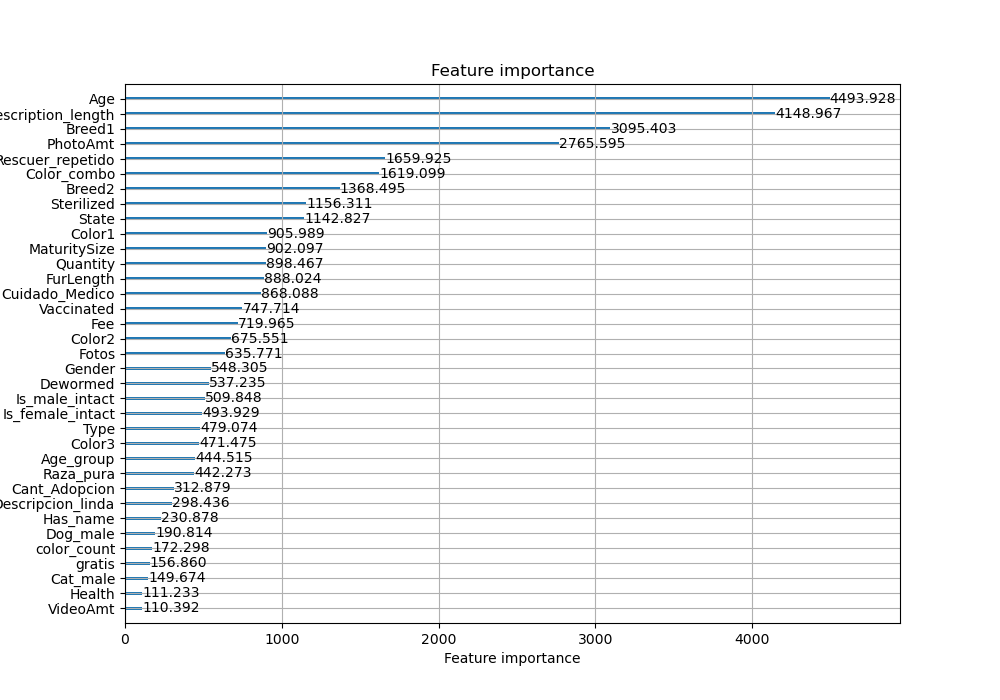 Feature importance
Age 4493.928
escription_length 4148.967
Breed1 3095.403
PhotoAmt 2765.595
Rescuer_repetido 1659.925
Color_combo 1619.099
Breed2 1368.495
Sterilized 1156.311
State 1142.827
Color1 905.989
MaturitySize 902.097
Quantity 898.467
FurLength 888.024
Cuidado_Medico 868.088
Vaccinated 747.714
Fee 719.965
Color2 675.551
Fotos 635.771
Gender 548.305
Dewormed 537.235
Is_male_intact 509.848
Is_female_intact 493.929
Type 479.074
Color3 471.475
Age_group 444.515
Raza_pura 442.273
Cant_Adopcion 312.879
Descripcion_linda 298.436
Has_name 230.878
Dog_male 190.814
color_count 172.298
gratis 156.860
Cat_male 149.674
Health 111.233
VideoAmt 110.392
0 1000 2000 3000 4000
Feature importance